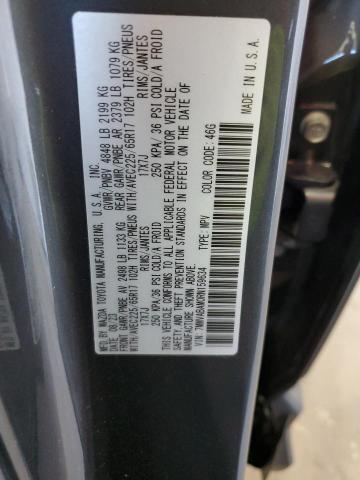 MFD.BY MAZDA TOYOTA MANUFACTURING, U.S.A.,INC.
08/23 GVWR/PNBV 4848 LB 2199 KG
FRONT GAWR/PNBE AV 2498 LB 1133 KG REAR GAWR/PNBE AR 2379 LB 1079 KG
WITH/AVEC225/65R17 102H TIRES/PNEUS WITH/AVEC225/65R17 102H TIRES/PNEUS
17X7J RIMS/JANTES 17X7J RIMS/JANTES
250 KPA/36 PSI COLD/A FROID 250 KPA/ 36 PSI COLD/A FROID
THIS VEHICLE CONFORMS TO ALL APPLICABLE FEDERAL MOTOR VEHICLE
SAFETY AND THEFT PREVENTION STANDARDS IN EFFECT ON THE DATE OF
MANUFACTURE SHOWN ABOVE.
VIN:7MMVABAM0RN159634 TYPE:MPV COLOR CODE:46G
MADE IN U.S.A.